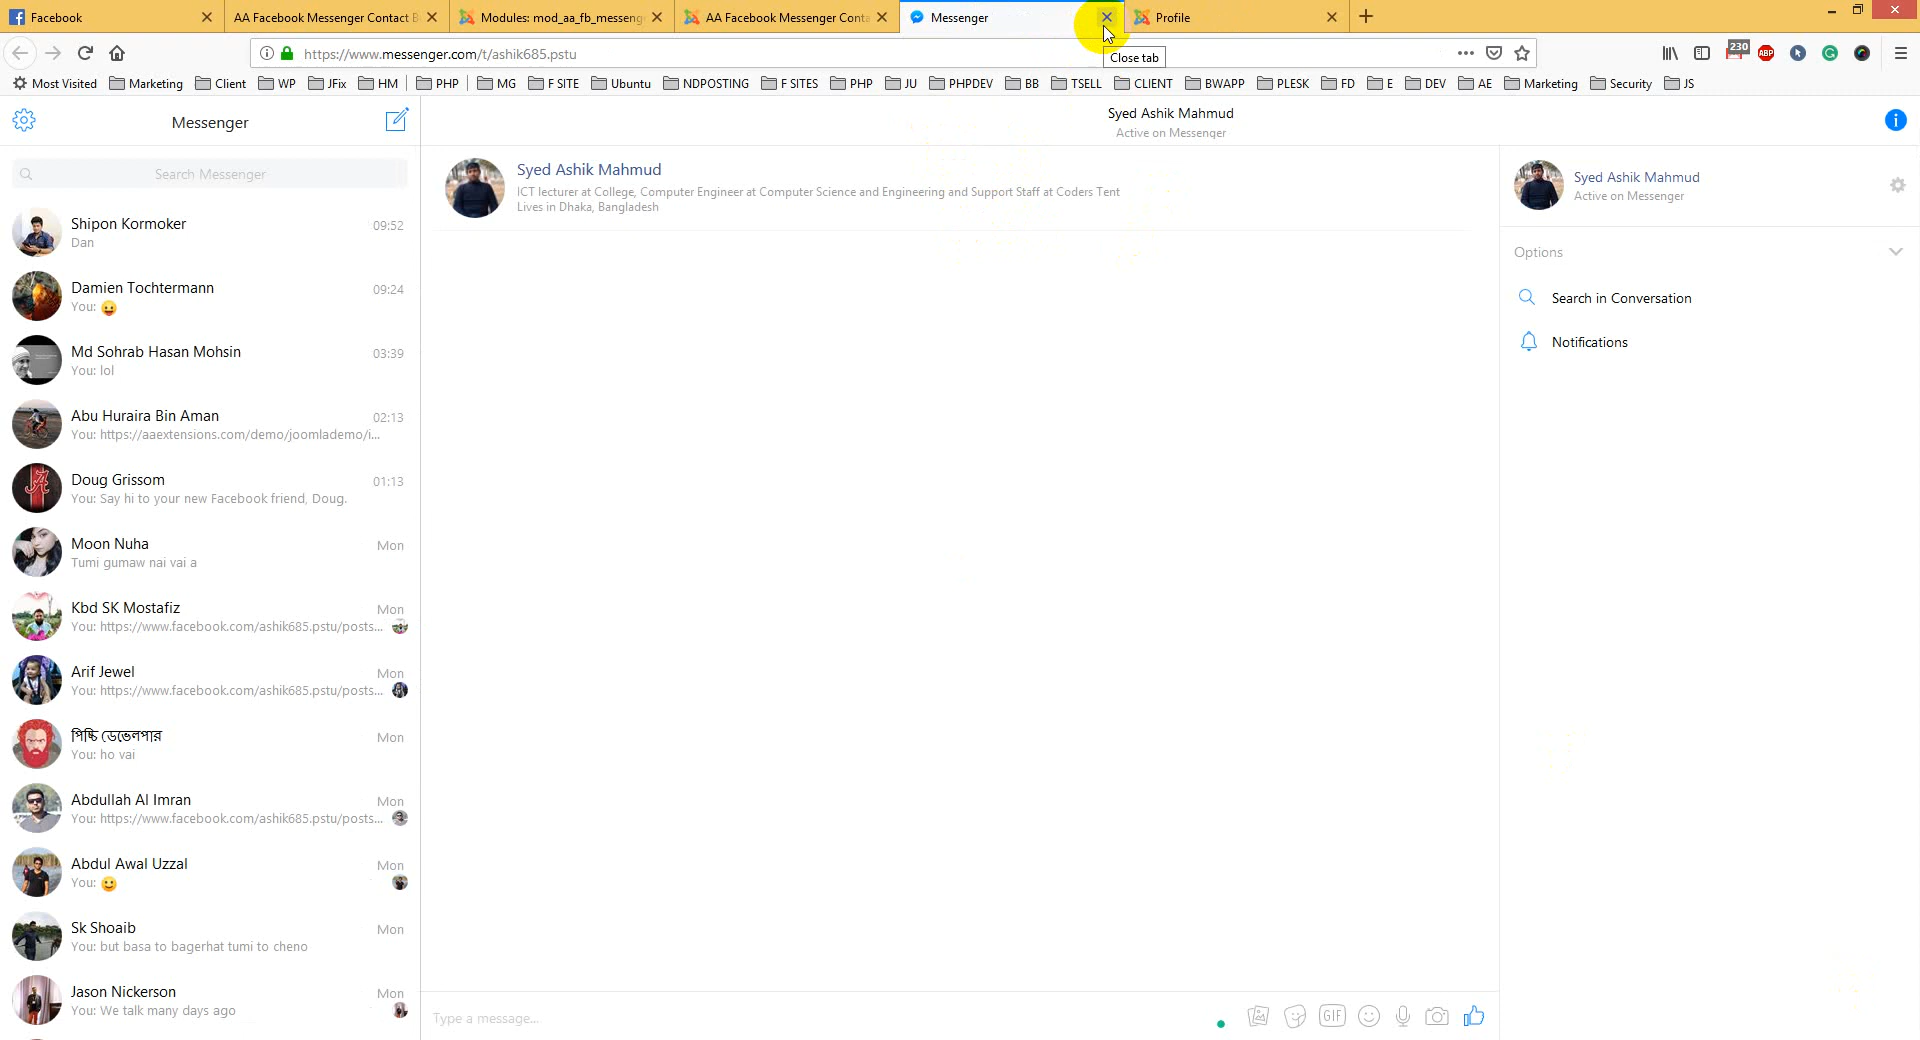 Facebook
AA Facebook Messenger Contact B
Modules: mod_aa_fb_messeng
AA Facebook Messenger Conta
Messenger
Profile
https://www.messenger.com/t/ashik685.pstu
Close tab
230
ABP
Most Visited Marketing Client WP JFix HM PHP MG F SITE Ubuntu NDPOSTING F SITES PHP JU PHPDEV BB TSELL CLIENT BWAPP PLESK FD E DEV AE Marketing Security JS
Messenger
Search Messenger
Shipon Kormoker 09:52
Dan
Damien Tochtermann 09:24
You: 😜
Md Sohrab Hasan Mohsin 03:39
You: lol
Abu Huraira Bin Aman 02:13
You: https://aaextensions.com/demo/joomlademo/i...
Doug Grissom 01:13
You: Say hi to your new Facebook friend, Doug.
Moon Nuha Mon
Tumi gumaw nai vai a
Kbd SK Mostafiz Mon
You: https://www.facebook.com/ashik685.pstu/posts...
Arif Jewel Mon
You: https://www.facebook.com/ashik685.pstu/posts...
পিচ্চি ডেভেলপার Mon
You: ho vai
Abdullah Al Imran Mon
You: https://www.facebook.com/ashik685.pstu/posts...
Abdul Awal Uzzal Mon
You: 🙂
Sk Shoaib Mon
You: but basa to bagerhat tumi to cheno
Jason Nickerson Mon
You: We talk many days ago
Syed Ashik Mahmud
Active on Messenger
Syed Ashik Mahmud
ICT lecturer at College, Computer Engineer at Computer Science and Engineering and Support Staff at Coders Tent
Lives in Dhaka, Bangladesh
Type a message...
GIF
Syed Ashik Mahmud
Active on Messenger
Options
Search in Conversation
Notifications